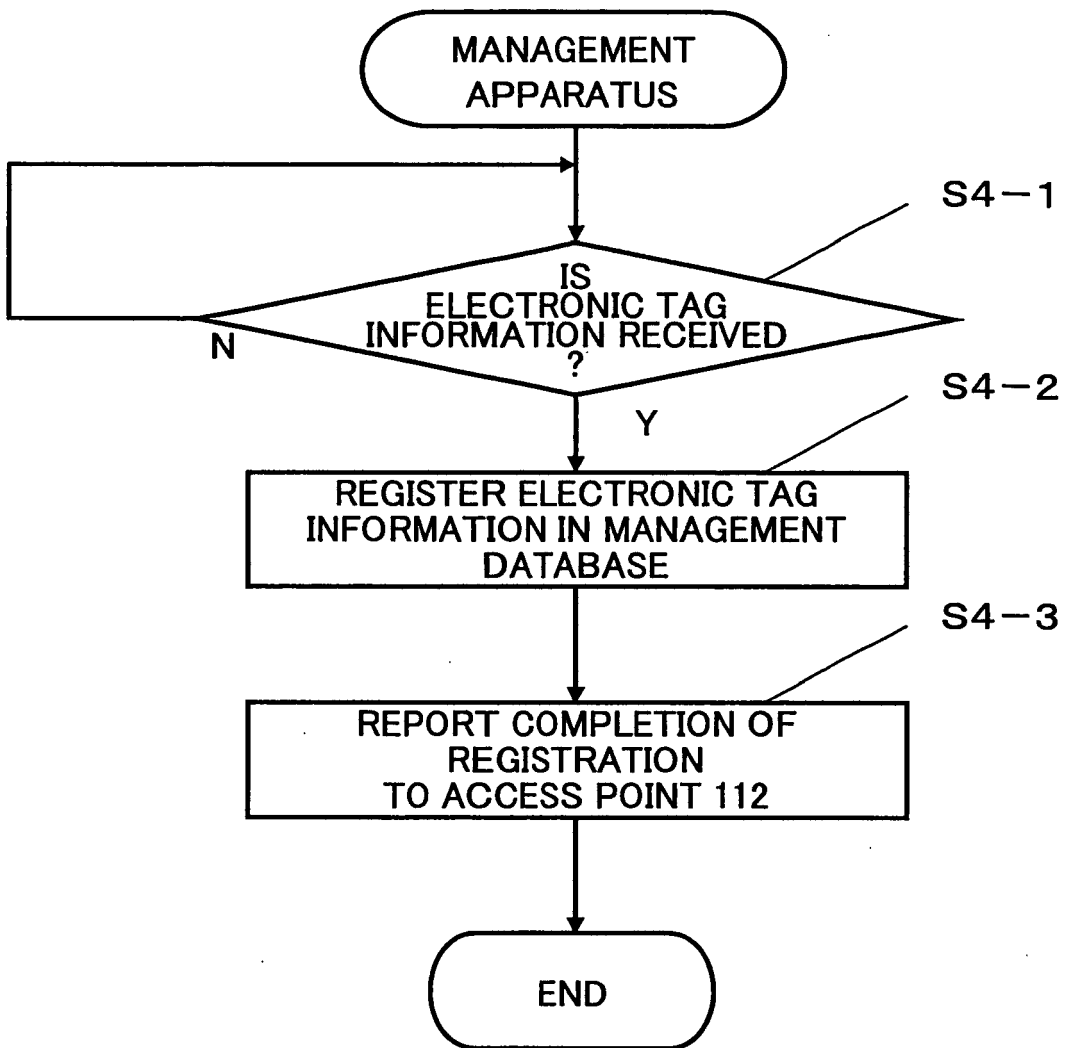 MANAGEMENT
APPARATUS
S4-1
IS
ELECTRONIC TAG
INFORMATION RECEIVED
?
N
S4-2
Y
REGISTER ELECTRONIC TAG
INFORMATION IN MANAGEMENT
DATABASE
S4-3
REPORT COMPLETION OF
REGISTRATION
TO ACCESS POINT 112
END